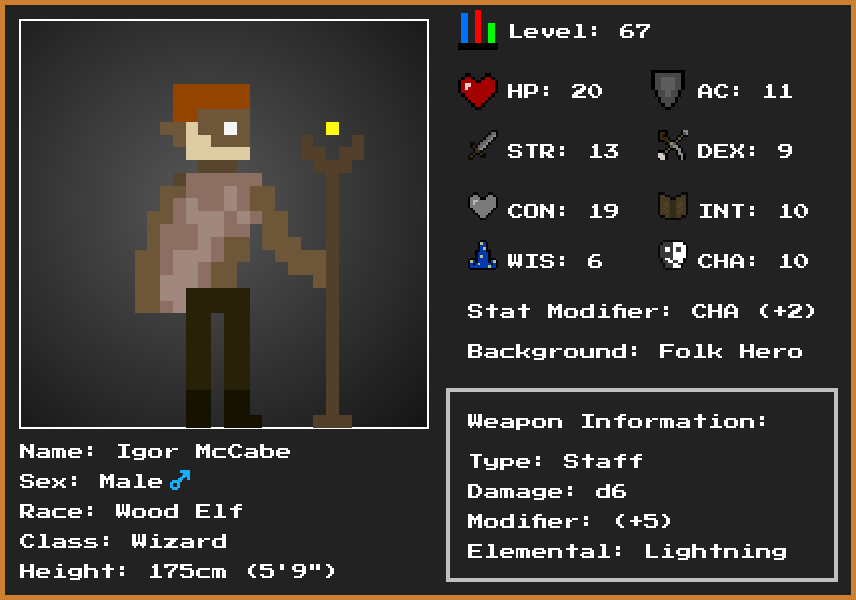 Level: 67
HP: 20
AC: 11
STR: 13
DEX: 9
CON: 19
INT: 10
WIS: 6
CHA: 10
Stat Modifier: CHA (+2)
Background: Folk Hero
Weapon Information:
Type: Staff
Damage: d6
Modifier: (+5)
Elemental: Lightning
Name: Igor McCabe
Sex: Male ♂
Race: Wood Elf
Class: Wizard
Height: 175cm (5'9")